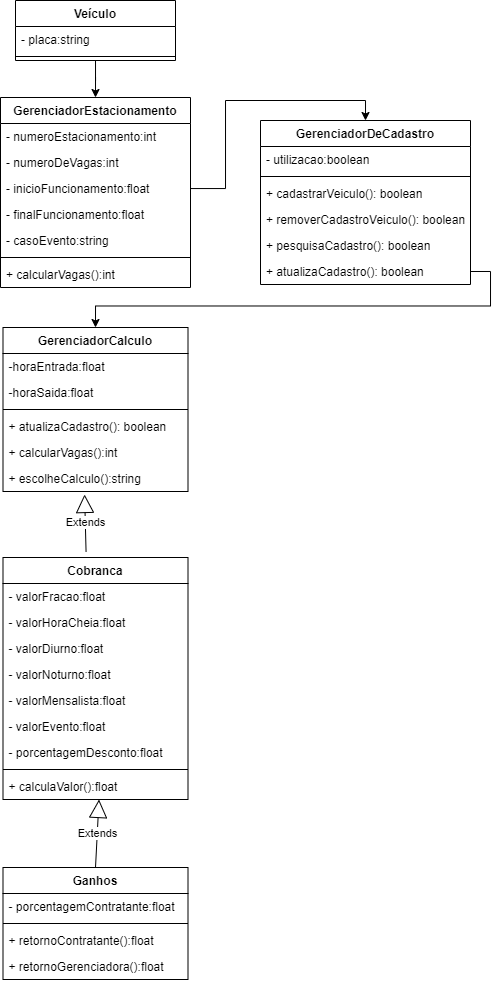 Veículo
- placa:string
GerenciadorEstacionamento
- numeroEstacionamento:int
- numeroDeVagas:int
- inicioFuncionamento:float
- finalFuncionamento:float
- casoEvento:string
+ calcularVagas():int
GerenciadorDeCadastro
- utilizacao:boolean
+ cadastrarVeiculo(): boolean
+ removerCadastroVeiculo(): boolean
+ pesquisaCadastro(): boolean
+ atualizaCadastro(): boolean
GerenciadorCalculo
-horaEntrada:float
-horaSaida:float
+ atualizaCadastro(): boolean
+ calcularVagas():int
+ escolheCalculo():string
Extends
Cobranca
- valorFracao:float
- valorHoraCheia:float
- valorDiurno:float
- valorNoturno:float
- valorMensalista:float
- valorEvento:float
- porcentagemDesconto:float
+ calculaValor():float
Extends
Ganhos
- porcentagemContratante:float
+ retornoContratante():float
+ retornoGerenciadora():float